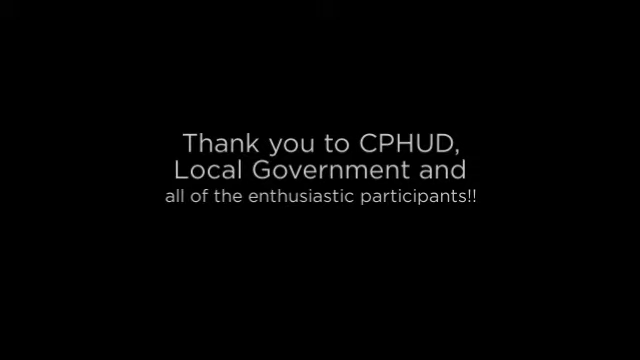 Thank you to CPHUD,
Local Government and
all of the enthusiastic participants!!